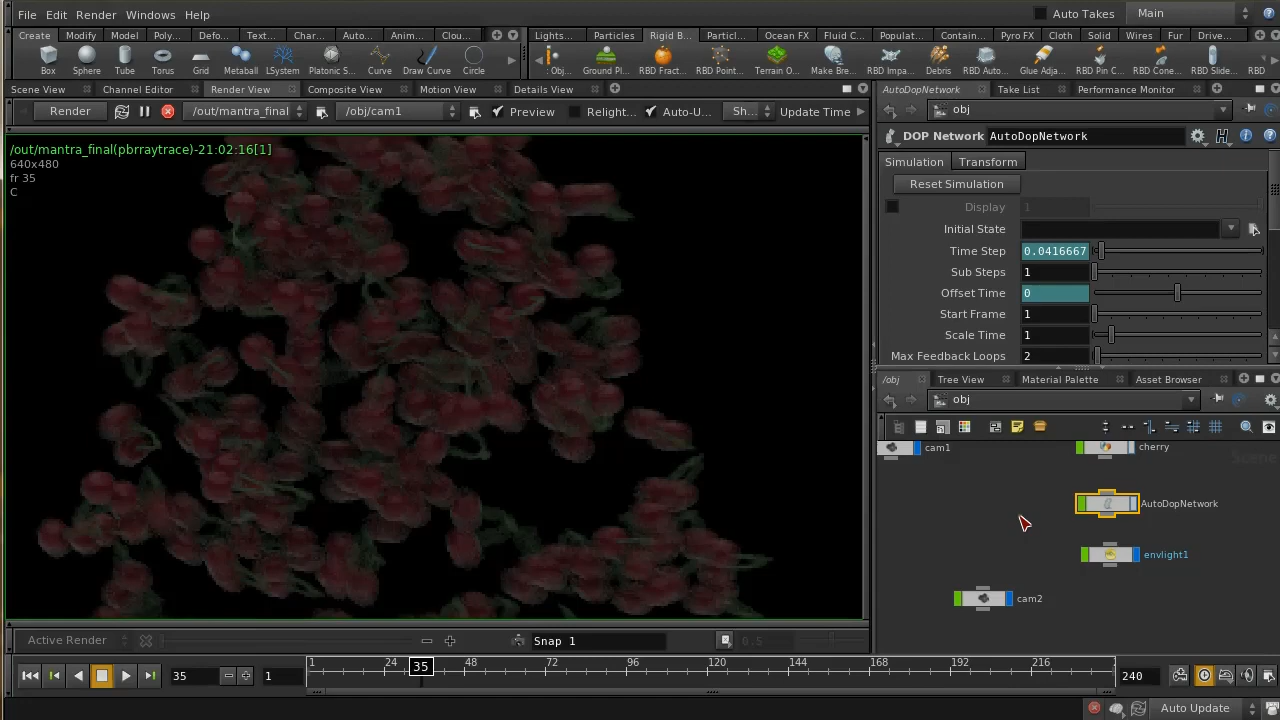 File Edit Render Windows Help Auto Takes Main
Create Modify Model Poly... Defo... Text... Char... Auto... Anim... Clou... Lights... Particles Rigid B... Particl... Ocean FX Fluid C... Populat... Contain... Pyro FX Cloth Solid Wires Fur Drive...
Box Sphere Tube Torus Grid Metaball LSystem Platonic S... Curve Draw Curve Circle Obj... Ground Pl... RBD Fract... RBD Point... Terrain O... Make Bre... RBD Impa... Debris RBD Auto... Glue Adja... RBD Pin C... RBD Cone... RBD Slide... RBD
Scene View Channel Editor Render View Composite View Motion View Details View
Render /out/mantra_final /obj/cam1 Preview Relight... Auto-U... Sh... Update Time
/out/mantra_final(pbrraytrace)-21:02:16[1]
640x480
fr 35
C
AutoDopNetwork Take List Performance Monitor
obj
DOP Network AutoDopNetwork
Simulation Transform
Reset Simulation
Display 1
Initial State
Time Step 0.0416667
Sub Steps 1
Offset Time 0
Start Frame 1
Scale Time 1
Max Feedback Loops 2
/obj Tree View Material Palette Asset Browser
obj
cam1 cherry
Scene
AutoDopNetwork
envlight1
cam2
Active Render Snap 1 0.5
35 1 1 24 35 48 72 96 120 144 168 192 216 240
Auto Update